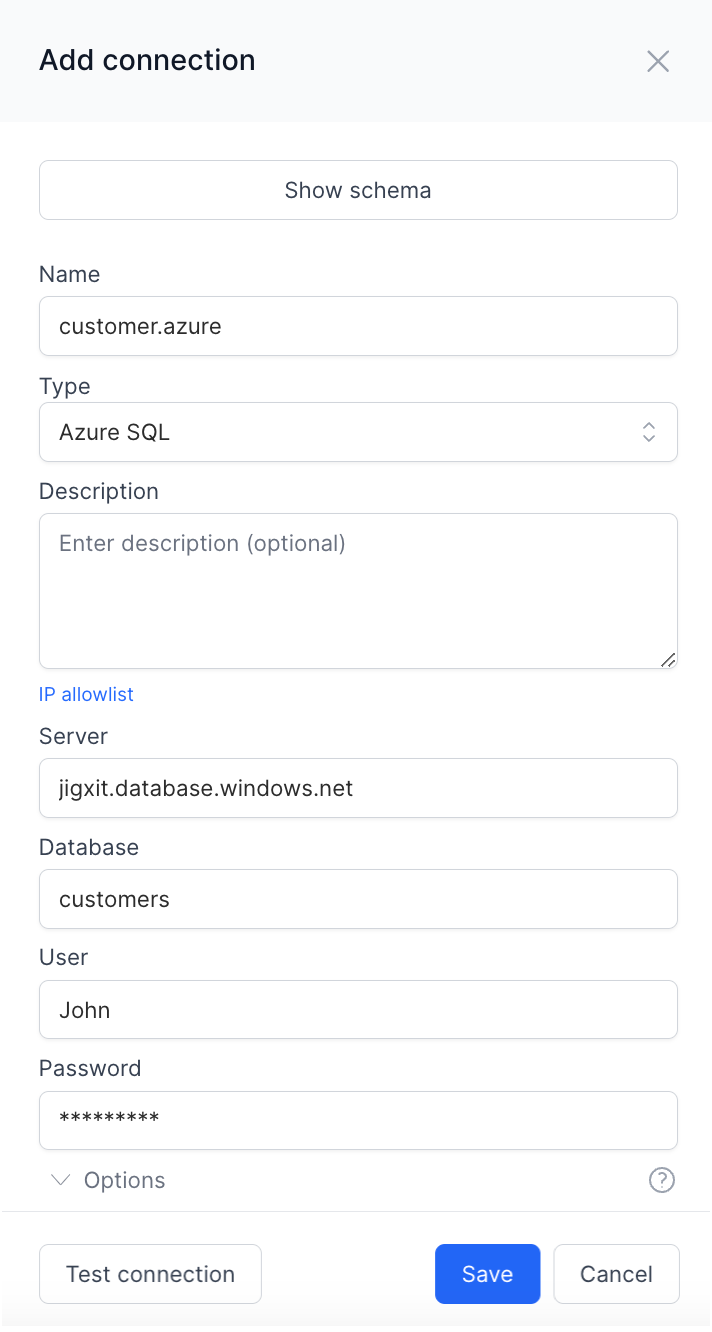 Add connection
Show schema
Name
customer.azure
Type
Azure SQL
Description
Enter description (optional)
IP allowlist
Server
jigxit.database.windows.net
Database
customers
User
John
Password
*********
Options ?
Test connection Save Cancel